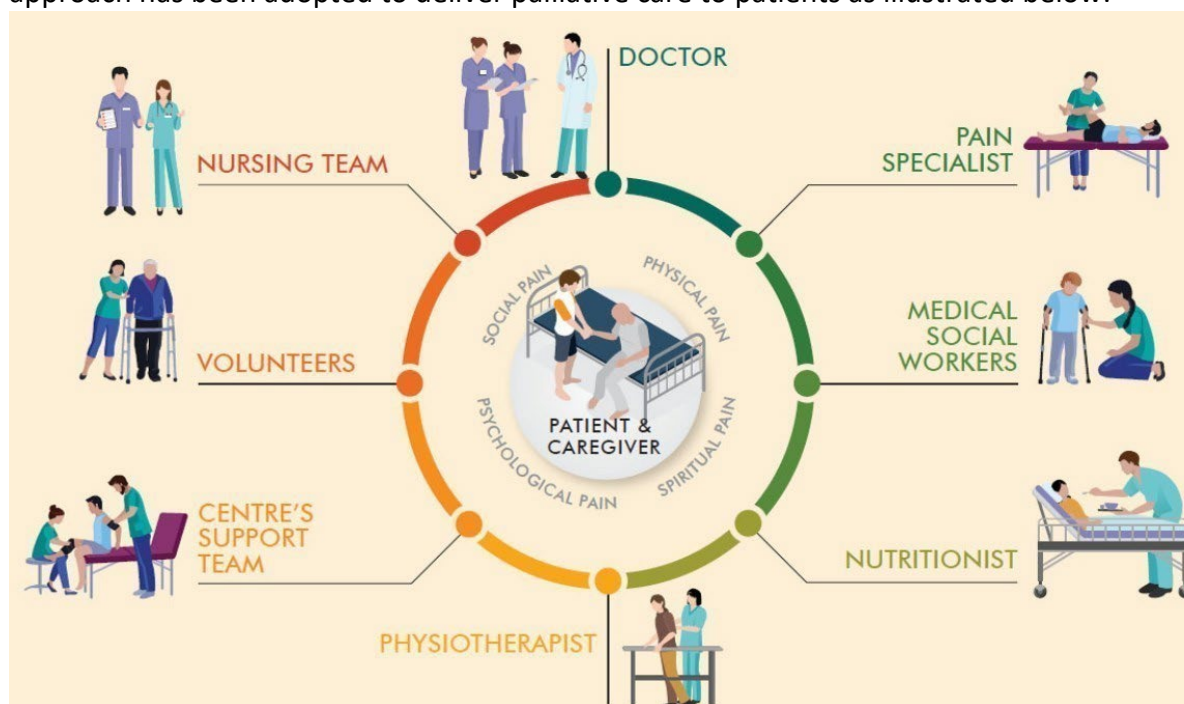 approach has been adopted to deliver palliative care to patients as illustrated below:
DOCTOR
NURSING TEAM
PAIN
SPECIALIST
SOCIAL PAIN
PHYSICAL PAIN
VOLUNTEERS
MEDICAL
SOCIAL
WORKERS
PATIENT &
CAREGIVER
PSYCHOLOGICAL PAIN
SPIRITUAL PAIN
CENTRE'S
SUPPORT
TEAM
NUTRITIONIST
PHYSIOTHERAPIST